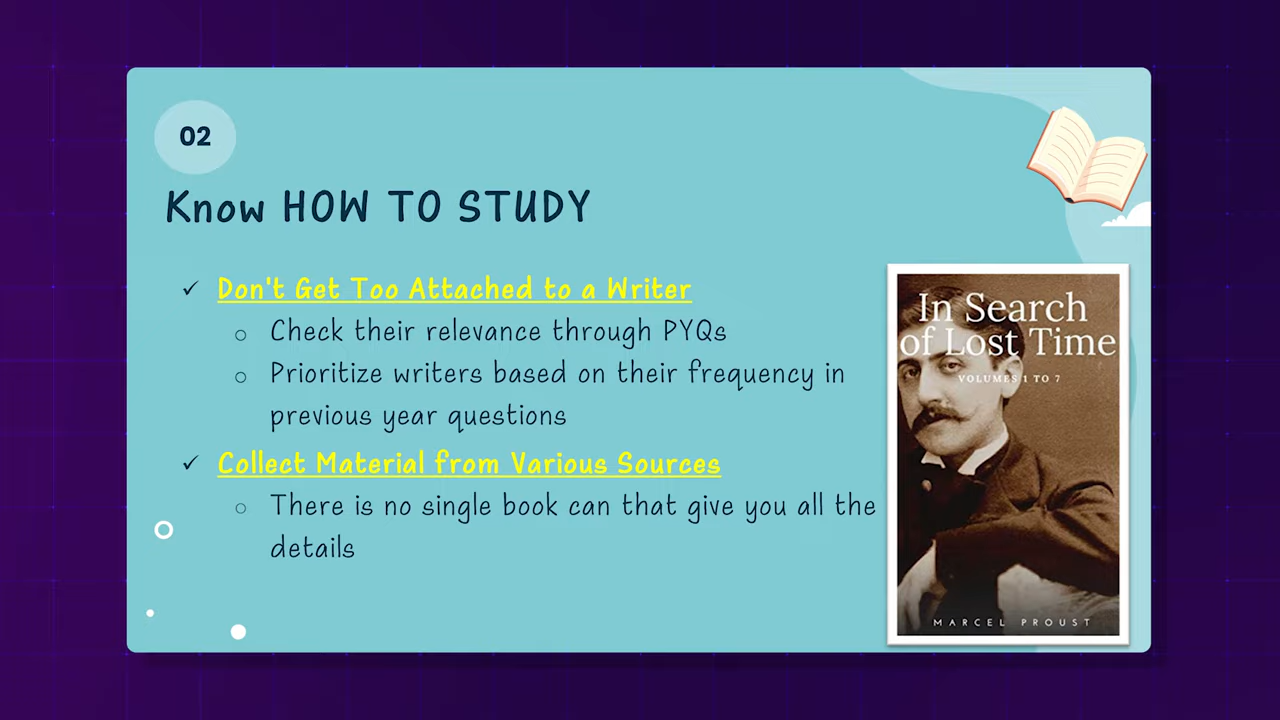 02
Know HOW TO STUDY
✓ Don't Get Too Attached to a Writer
○ Check their relevance through PYQs
○ Prioritize writers based on their frequency in
previous year questions
✓ Collect Material from Various Sources
○ There is no single book can that give you all the
details
In Search
of Lost Time
VOLUMES 1 TO 7
MARCEL PROUST